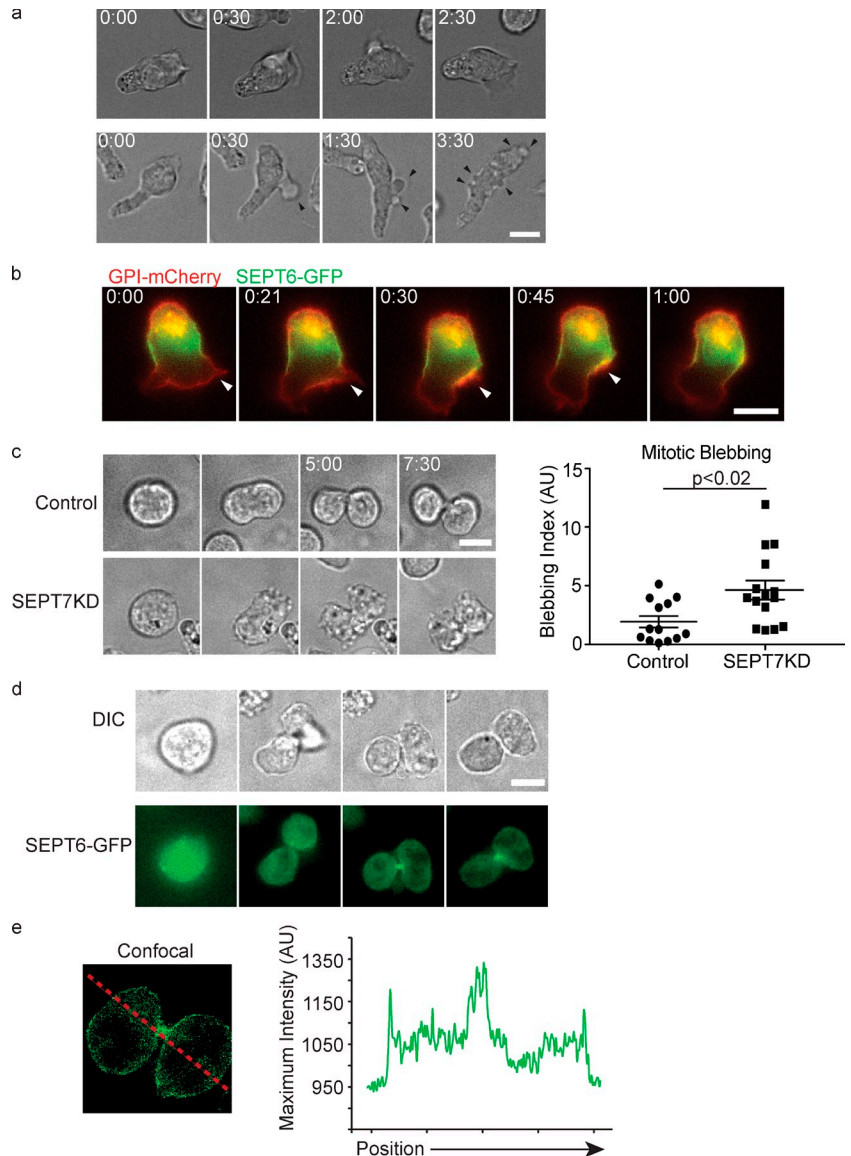 a
0:00 0:30 2:00 2:30
0:00 0:30 1:30 3:30
b
GPI-mCherry SEPT6-GFP
0:00 0:21 0:30 0:45 1:00
c
5:00 7:30
Control
SEPT7KD
Mitotic Blebbing
p<0.02
Blebbing Index (AU)
15
10
5
0
Control SEPT7KD
d
DIC
SEPT6-GFP
e
Confocal
Maximum Intensity (AU)
1350
1150
1050
950
Position